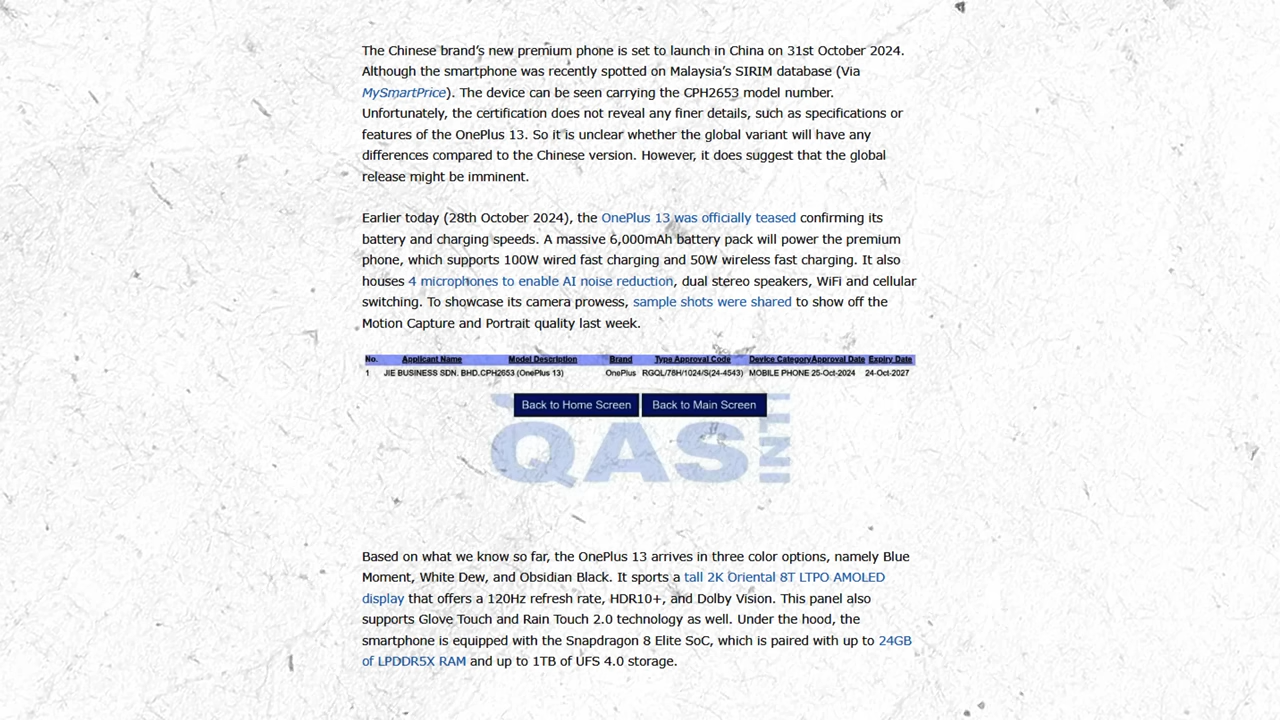 The Chinese brand’s new premium phone is set to launch in China on 31st October 2024.
Although the smartphone was recently spotted on Malaysia’s SIRIM database (Via
MySmartPrice). The device can be seen carrying the CPH2653 model number.
Unfortunately, the certification does not reveal any finer details, such as specifications or
features of the OnePlus 13. So it is unclear whether the global variant will have any
differences compared to the Chinese version. However, it does suggest that the global
release might be imminent.
Earlier today (28th October 2024), the OnePlus 13 was officially teased confirming its
battery and charging speeds. A massive 6,000mAh battery pack will power the premium
phone, which supports 100W wired fast charging and 50W wireless fast charging. It also
houses 4 microphones to enable AI noise reduction, dual stereo speakers, WiFi and cellular
switching. To showcase its camera prowess, sample shots were shared to show off the
Motion Capture and Portrait quality last week.
No. Applicant Name Model Description Brand Type Approval Code Device Category Approval Date Expiry Date
1 JIE BUSINESS SDN. BHD. CPH2653 (OnePlus 13) OnePlus RGQL/78H/1024/S(24-4543) MOBILE PHONE 25-Oct-2024 24-Oct-2027
Back to Home Screen Back to Main Screen
QAS
Based on what we know so far, the OnePlus 13 arrives in three color options, namely Blue
Moment, White Dew, and Obsidian Black. It sports a tall 2K Oriental 8T LTPO AMOLED
display that offers a 120Hz refresh rate, HDR10+, and Dolby Vision. This panel also
supports Glove Touch and Rain Touch 2.0 technology as well. Under the hood, the
smartphone is equipped with the Snapdragon 8 Elite SoC, which is paired with up to 24GB
of LPDDR5X RAM and up to 1TB of UFS 4.0 storage.